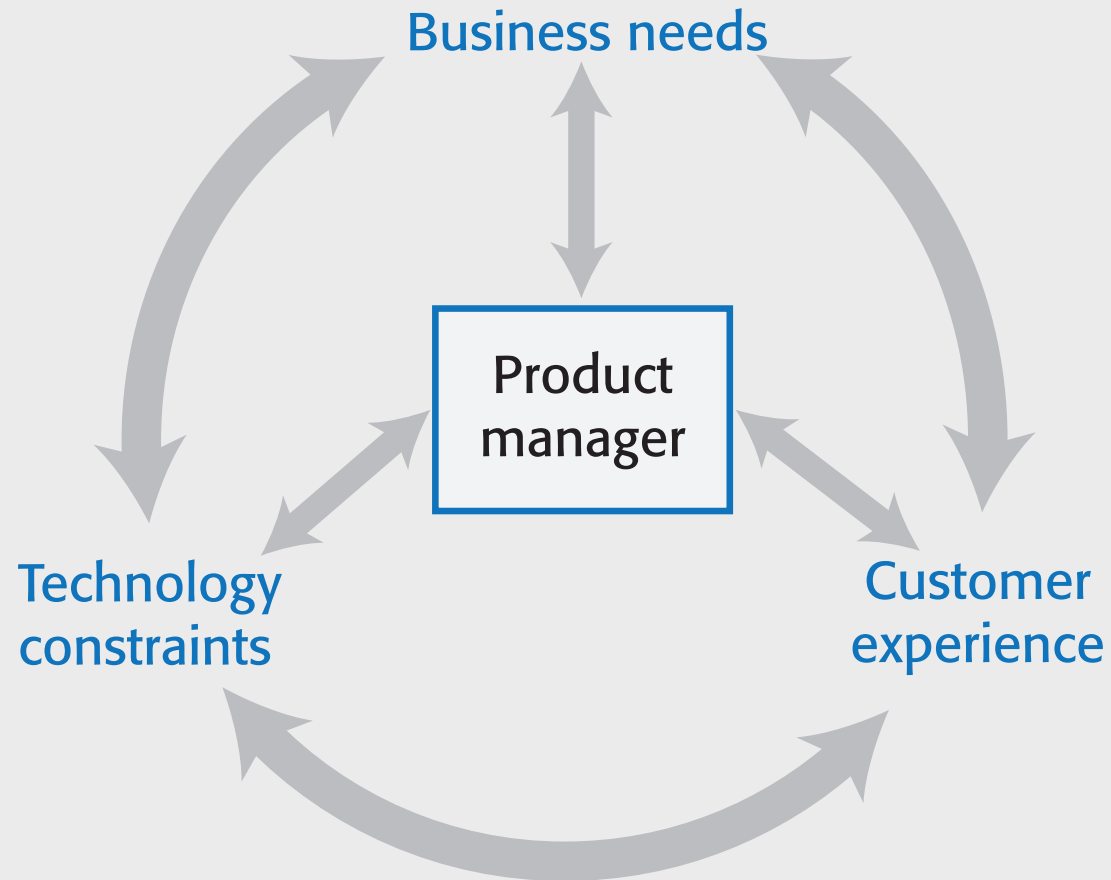 Business needs
Product
manager
Technology
constraints
Customer
experience